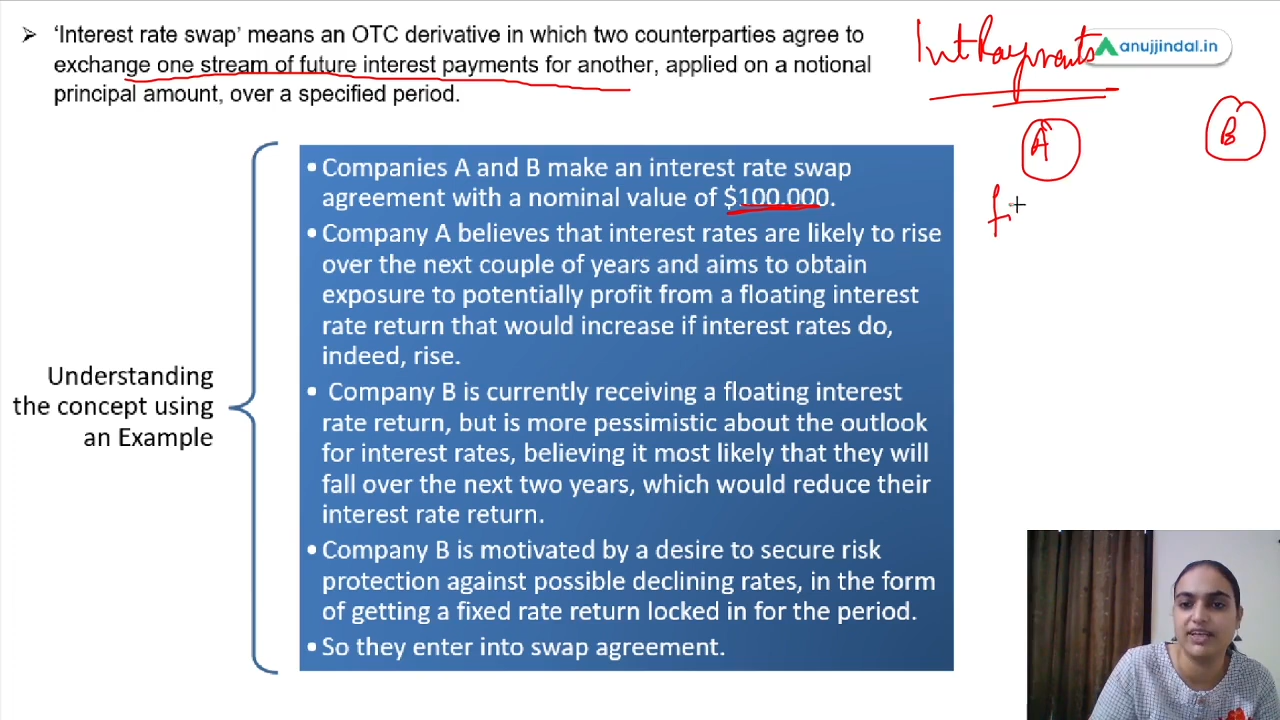 ➢ ‘Interest rate swap’ means an OTC derivative in which two counterparties agree to
exchange one stream of future interest payments for another, applied on a notional
principal amount, over a specified period.
Int Payments
anujjindal.in
A
B
• Companies A and B make an interest rate swap
agreement with a nominal value of $100,000.
• Company A believes that interest rates are likely to rise
over the next couple of years and aims to obtain
exposure to potentially profit from a floating interest
rate return that would increase if interest rates do,
indeed, rise.
• Company B is currently receiving a floating interest
rate return, but is more pessimistic about the outlook
for interest rates, believing it most likely that they will
fall over the next two years, which would reduce their
interest rate return.
• Company B is motivated by a desire to secure risk
protection against possible declining rates, in the form
of getting a fixed rate return locked in for the period.
• So they enter into swap agreement.
Understanding
the concept using
an Example